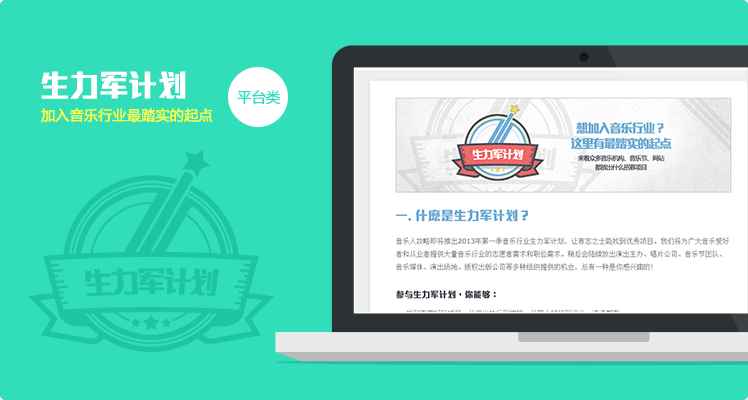 生力军计划
加入音乐行业最踏实的起点
平台类
生力军计划
生力军计划
想加入音乐行业？
这里有最踏实的起点
来看众多音乐机构、音乐节、网站
都放出什么招募项目
一. 什麽是生力军计划？
音乐人攻略即将推出2013年第一季音乐行业生力军计划，让有志之士能找到优秀项目。我们将为广大音乐爱好
者和从业者提供大量音乐行业的志愿者需求和职位需求。稍后会陆续放出演出主办、唱片公司、音乐节团队、
音乐媒体、演出场地、版权出版公司等多种组织提供的机会。总有一种是你感兴趣的！
参与生力军计划，你能够：